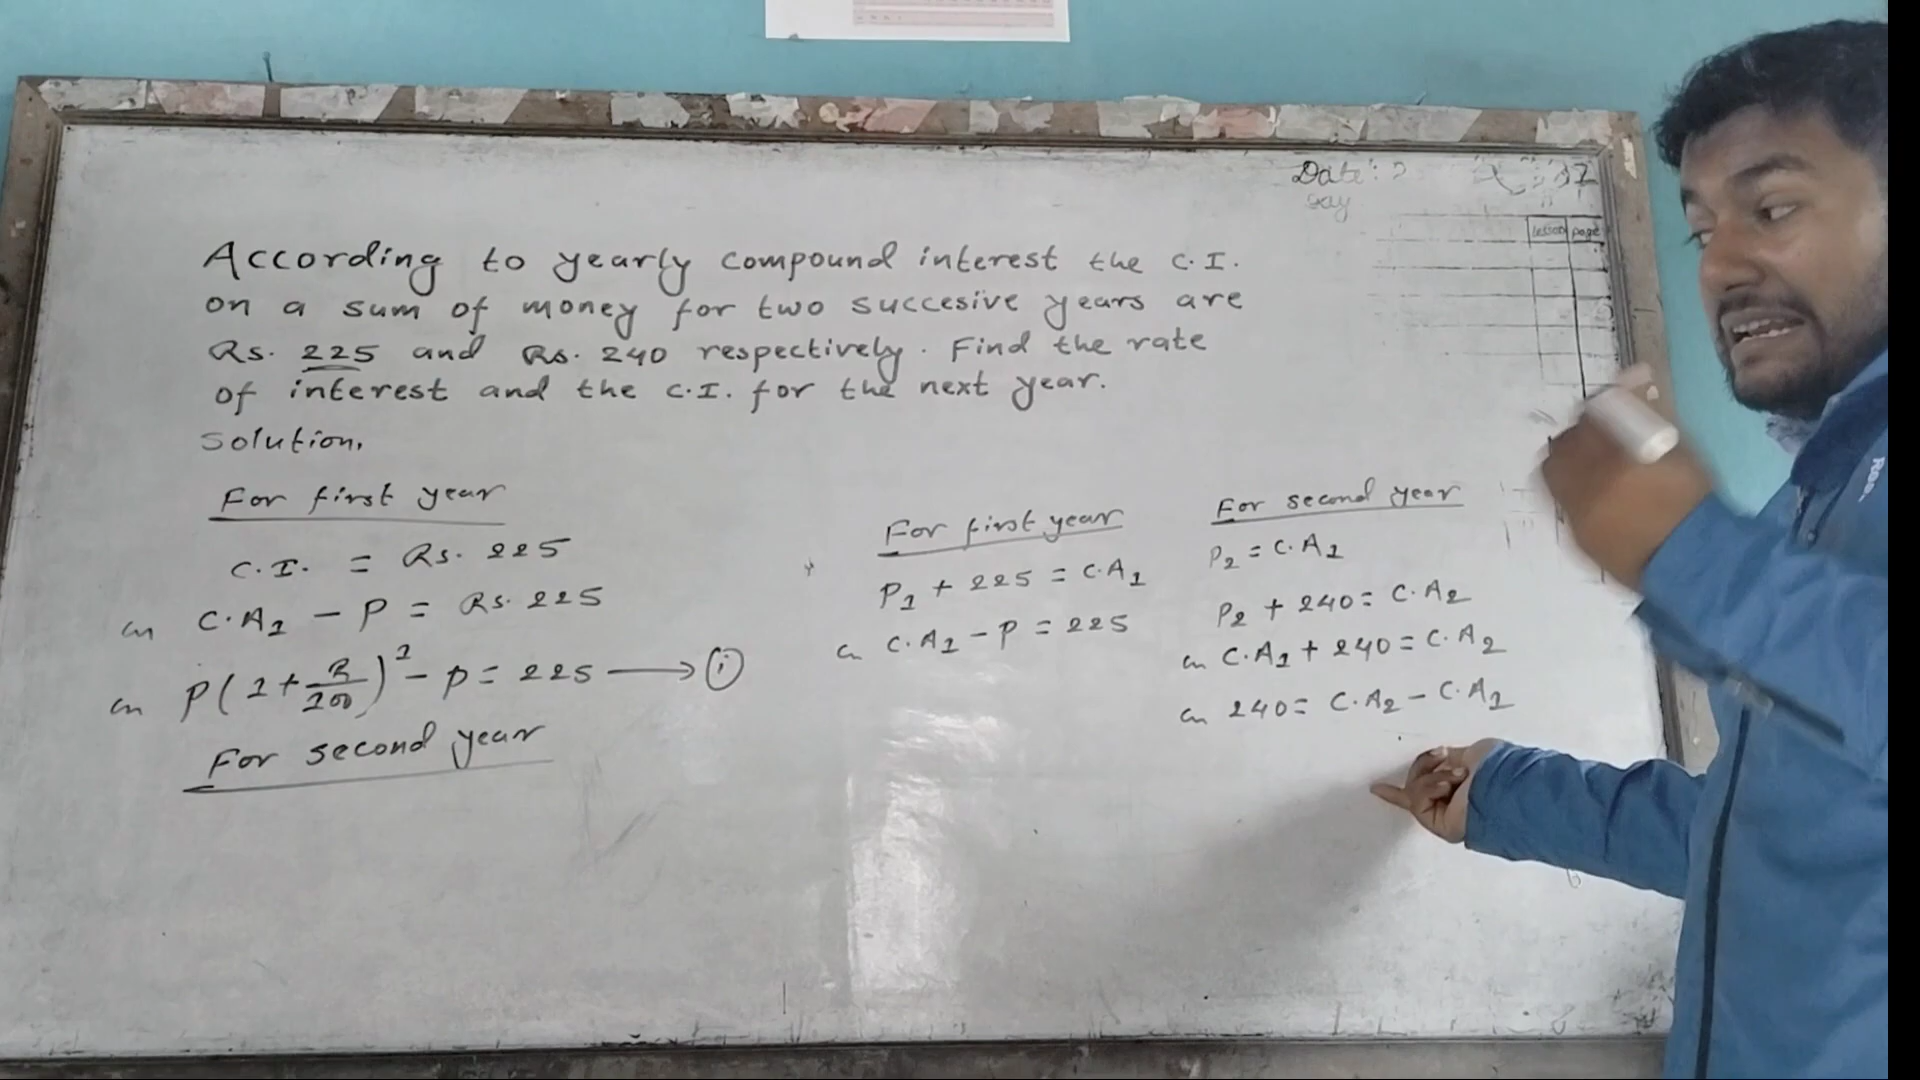 Date:
Say
lesson page
According to yearly compound interest the C.I.
on a sum of money for two succesive years are
Rs. 225 and Rs. 240 respectively. Find the rate
of interest and the C.I. for the next year.
Solution,
For first year
C.I. = Rs. 225
or C.A₁ - P = Rs. 225
or P(1+R/100)¹ - P = 225 → (i)
For second year
For first year
P₁ + 225 = C.A₁
or C.A₁ - P = 225
For second year
P₂ = C.A₁
P₂ + 240 = C.A₂
or C.A₁ + 240 = C.A₂
or 240 = C.A₂ - C.A₁